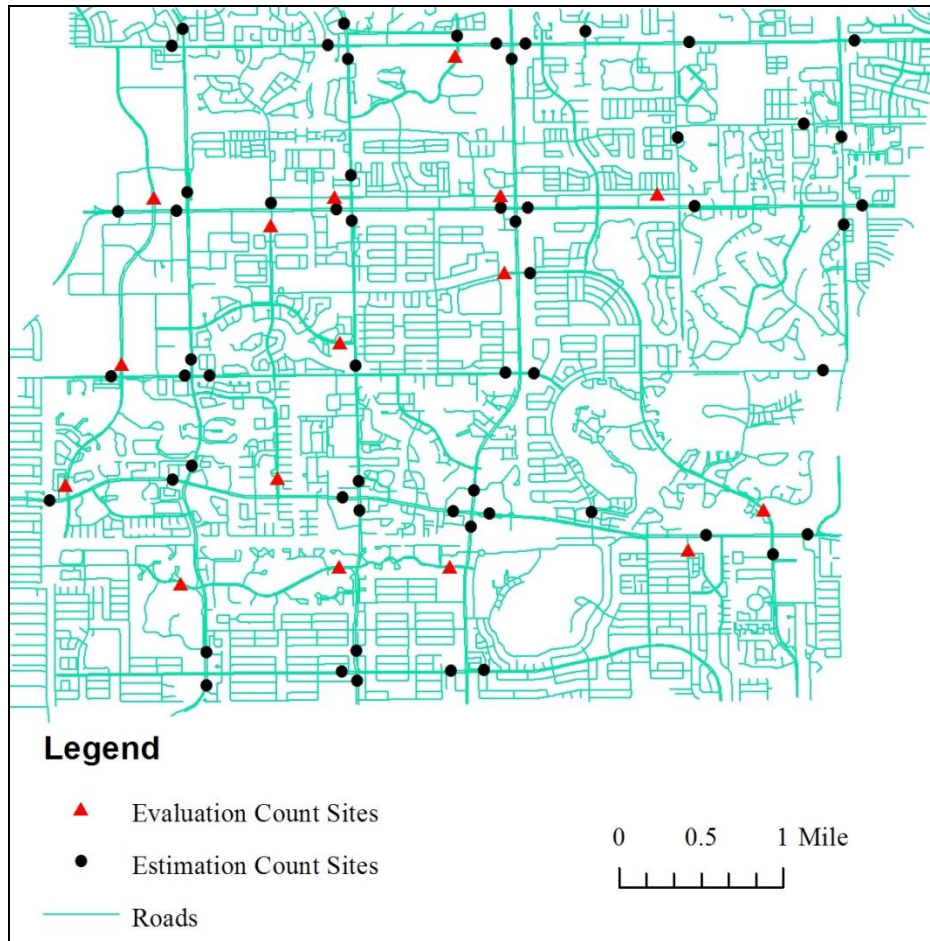 Legend
Evaluation Count Sites
0 0.5 1 Mile
Estimation Count Sites
Roads